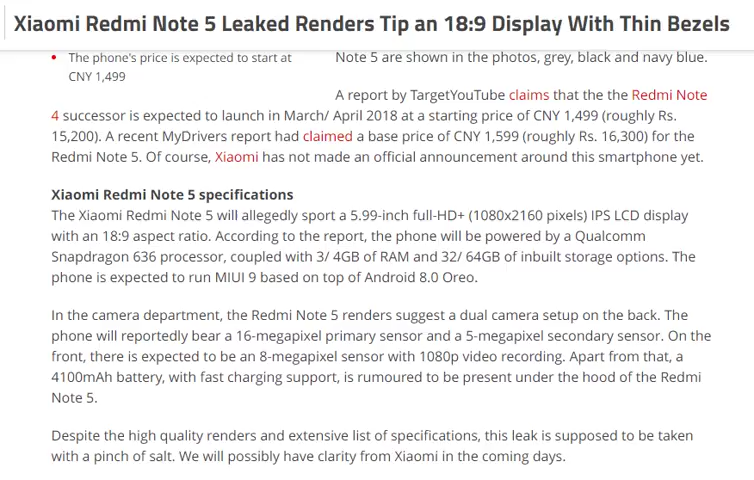 Xiaomi Redmi Note 5 Leaked Renders Tip an 18:9 Display With Thin Bezels
The phone's price is expected to start at
CNY 1,499
Note 5 are shown in the photos, grey, black and navy blue.
A report by TargetYouTube claims that the the Redmi Note
4 successor is expected to launch in March/ April 2018 at a starting price of CNY 1,499 (roughly Rs.
15,200). A recent MyDrivers report had claimed a base price of CNY 1,599 (roughly Rs. 16,300) for the
Redmi Note 5. Of course, Xiaomi has not made an official announcement around this smartphone yet.
Xiaomi Redmi Note 5 specifications
The Xiaomi Redmi Note 5 will allegedly sport a 5.99-inch full-HD+ (1080x2160 pixels) IPS LCD display
with an 18:9 aspect ratio. According to the report, the phone will be powered by a Qualcomm
Snapdragon 636 processor, coupled with 3/ 4GB of RAM and 32/ 64GB of inbuilt storage options. The
phone is expected to run MIUI 9 based on top of Android 8.0 Oreo.
In the camera department, the Redmi Note 5 renders suggest a dual camera setup on the back. The
phone will reportedly bear a 16-megapixel primary sensor and a 5-megapixel secondary sensor. On the
front, there is expected to be an 8-megapixel sensor with 1080p video recording. Apart from that, a
4100mAh battery, with fast charging support, is rumoured to be present under the hood of the Redmi
Note 5.
Despite the high quality renders and extensive list of specifications, this leak is supposed to be taken
with a pinch of salt. We will possibly have clarity from Xiaomi in the coming days.